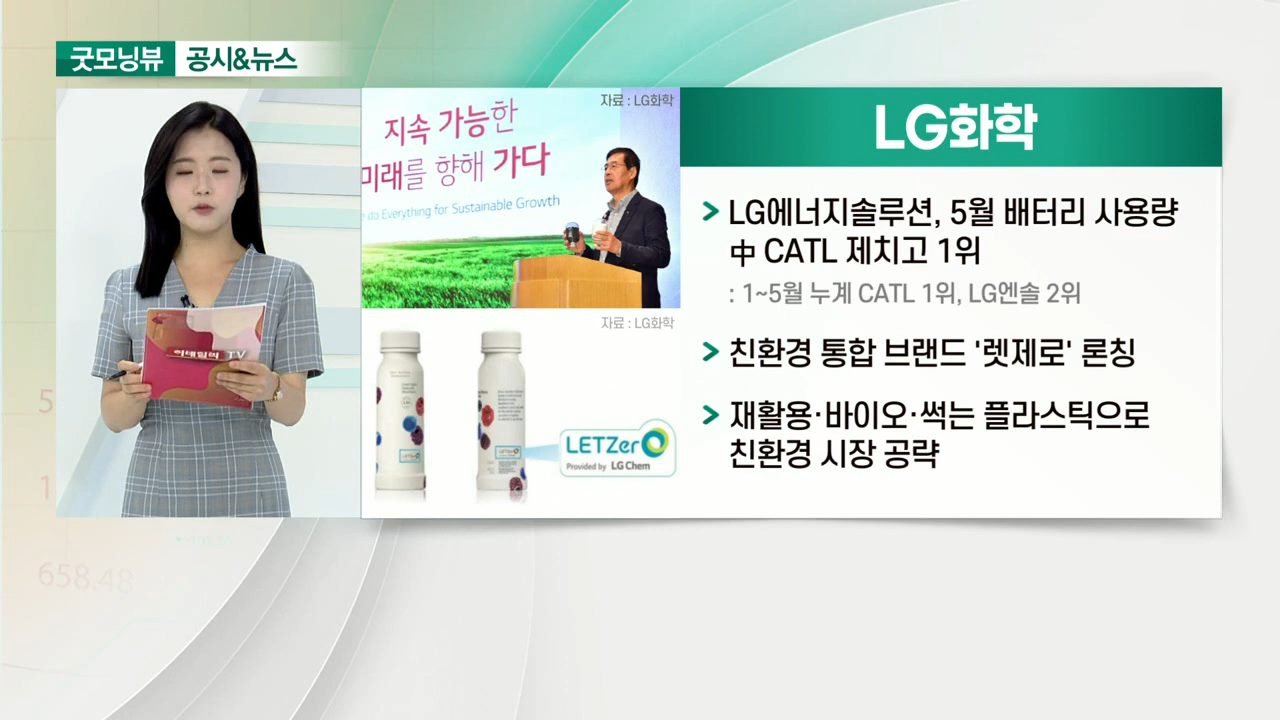 굿모닝뷰 공시&뉴스
자료 : LG화학
지속 가능한
미래를 향해 가다
do Everything for Sustainable Growth
자료 : LG화학
LETZero
Provided by LG Chem
이데일리 TV
LG화학
LG에너지솔루션, 5월 배터리 사용량
中 CATL 제치고 1위
: 1~5월 누계 CATL 1위, LG엔솔 2위
친환경 통합 브랜드 '렛제로' 론칭
재활용·바이오·썩는 플라스틱으로
친환경 시장 공략
658.48